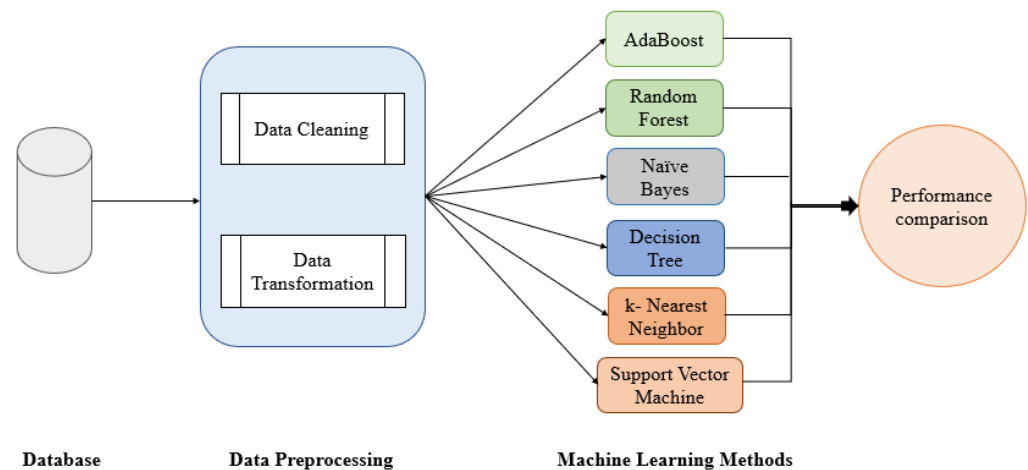 AdaBoost
Random
Forest
Naïve
Bayes
Decision
Tree
k- Nearest
Neighbor
Support Vector
Machine
Data Cleaning
Data
Transformation
Performance
comparison
Database
Data Preprocessing
Machine Learning Methods